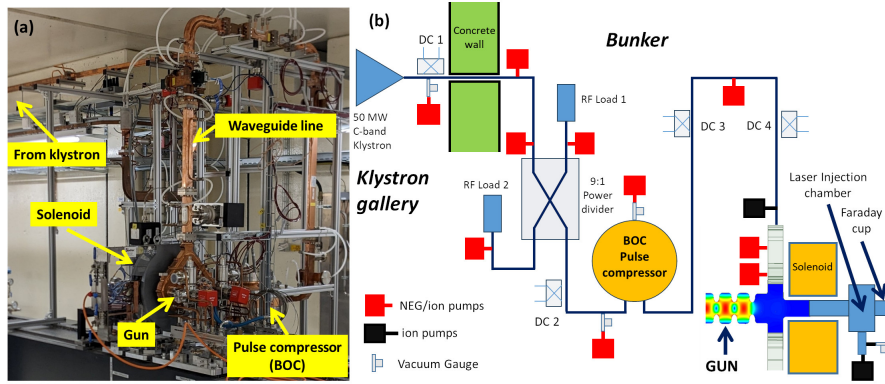 (a)
From klystron
Waveguide line
Solenoid
Gun
Pulse compressor
(BOC)
(b)
DC 1
Concrete
wall
Bunker
50 MW
C-band
Klystron
RF Load 1
DC 3
DC 4
Klystron
gallery
RF Load 2
9:1
Power
divider
Laser Injection
chamber
Faraday
cup
BOC
Pulse
compressor
Solenoid
DC 2
NEG/ion pumps
ion pumps
Vacuum Gauge
GUN